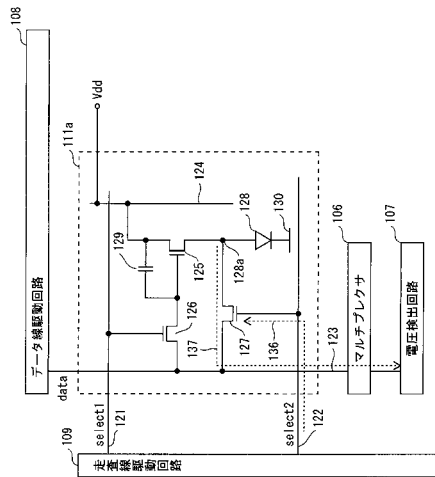 108
データ線駆動回路
Vdd
111a
124
129
125
128
130
126
128a
127
137
136
data
select1
121
123
select2
122
109
走査線駆動回路
106
マルチプレクサ
107
電圧検出回路